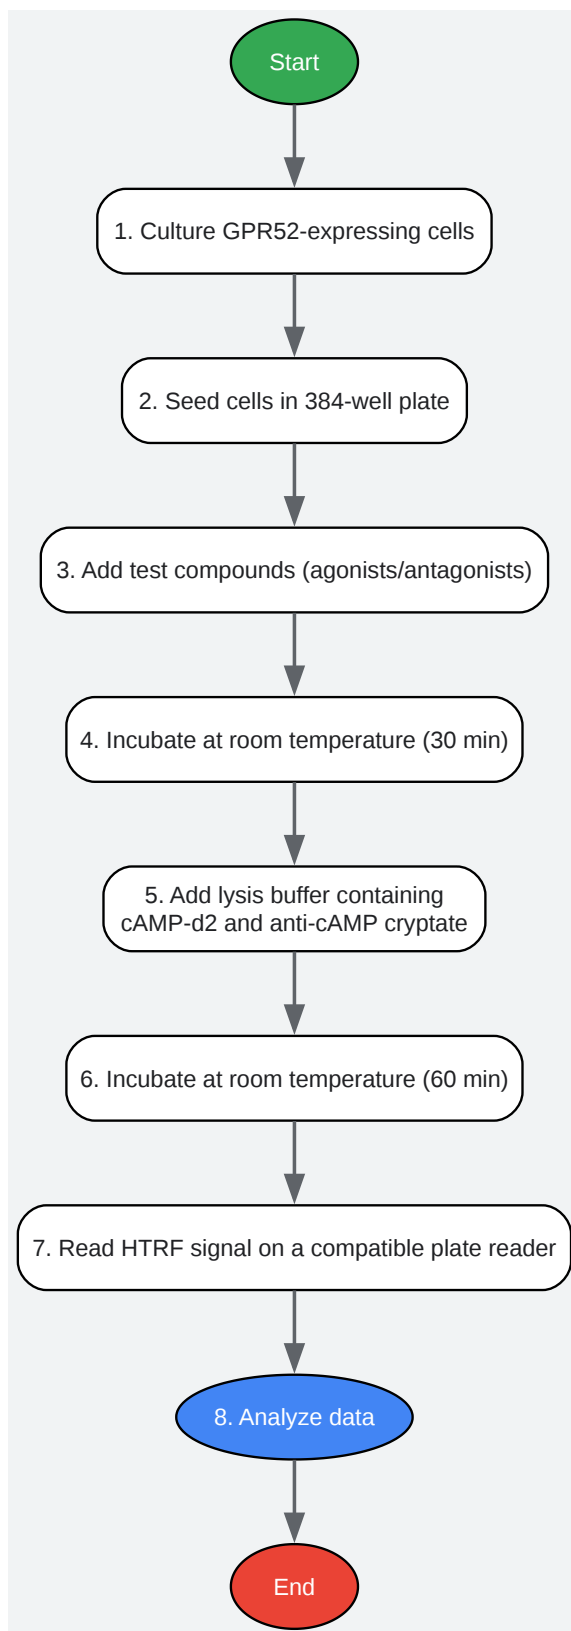 Start
1. Culture GPR52-expressing cells
2. Seed cells in 384-well plate
3. Add test compounds (agonists/antagonists)
4. Incubate at room temperature (30 min)
5. Add lysis buffer containing
cAMP-d2 and anti-cAMP cryptate
6. Incubate at room temperature (60 min)
7. Read HTRF signal on a compatible plate reader
8. Analyze data
End